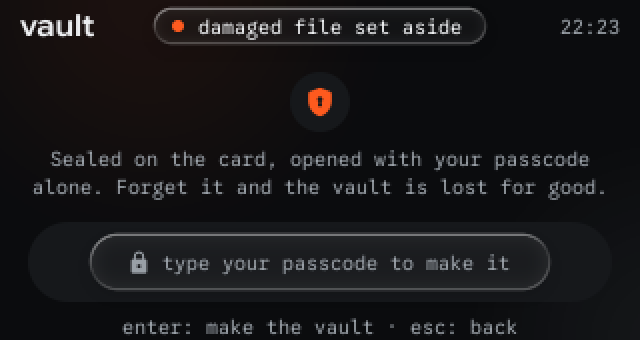 vault
damaged file set aside
22:23
Sealed on the card, opened with your passcode
alone. Forget it and the vault is lost for good.
type your passcode to make it
enter: make the vault · esc: back